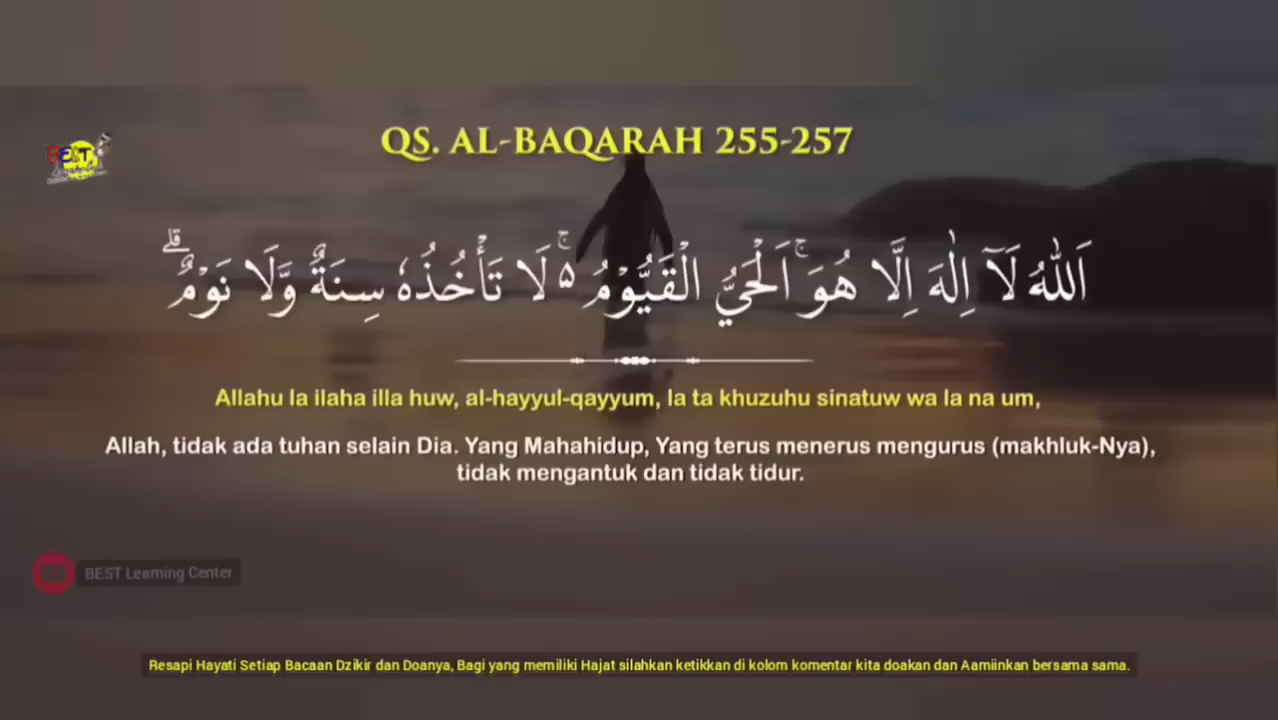 QS. AL-BAQARAH 255-257
اَللّٰهُ لَآ اِلٰهَ اِلَّا هُوَۚ اَلْحَيُّ الْقَيُّوْمُ ەۚ لَا تَأْخُذُهٗ سِنَةٌ وَّلَا نَوْمٌۗ
Allahu la ilaha illa huw, al-hayyul-qayyum, la ta khuzuhu sinatuw wa la na um,
Allah, tidak ada tuhan selain Dia. Yang Mahahidup, Yang terus menerus mengurus (makhluk-Nya),
tidak mengantuk dan tidak tidur.
BEST Learning Center
Resapi Hayati Setiap Bacaan Dzikir dan Doanya, Bagi yang memiliki Hajat silahkan ketikkan di kolom komentar kita doakan dan Aamiinkan bersama sama.